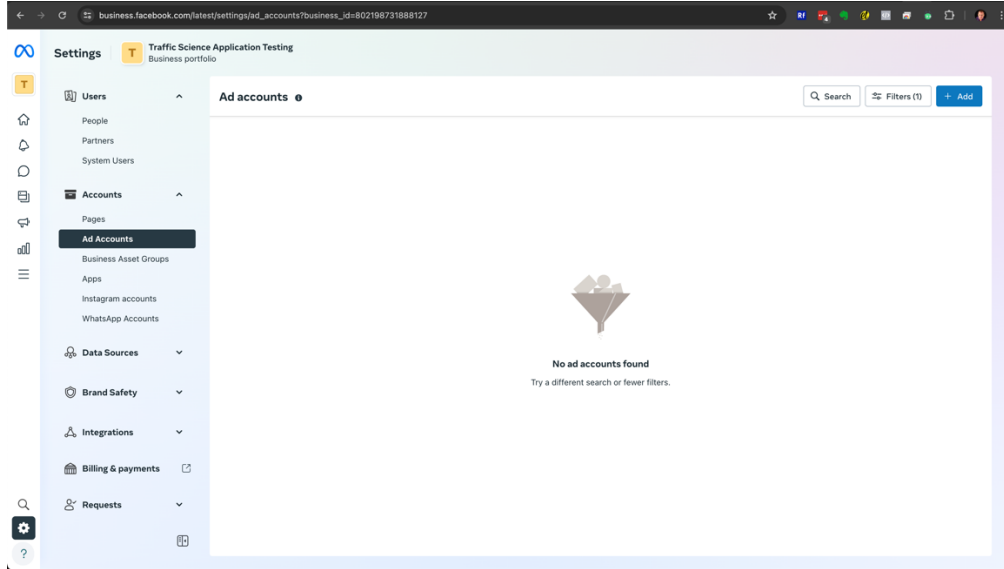 business.facebook.com/latest/settings/ad_accounts?business_id=802198731888127
Settings
T
Traffic Science Application Testing
Business portfolio
T
Users
People
Partners
System Users
Accounts
Pages
Ad Accounts
Business Asset Groups
Apps
Instagram accounts
WhatsApp Accounts
Data Sources
Brand Safety
Integrations
Billing & payments
Requests
?
Ad accounts
Search
Filters (1)
+ Add
No ad accounts found
Try a different search or fewer filters.